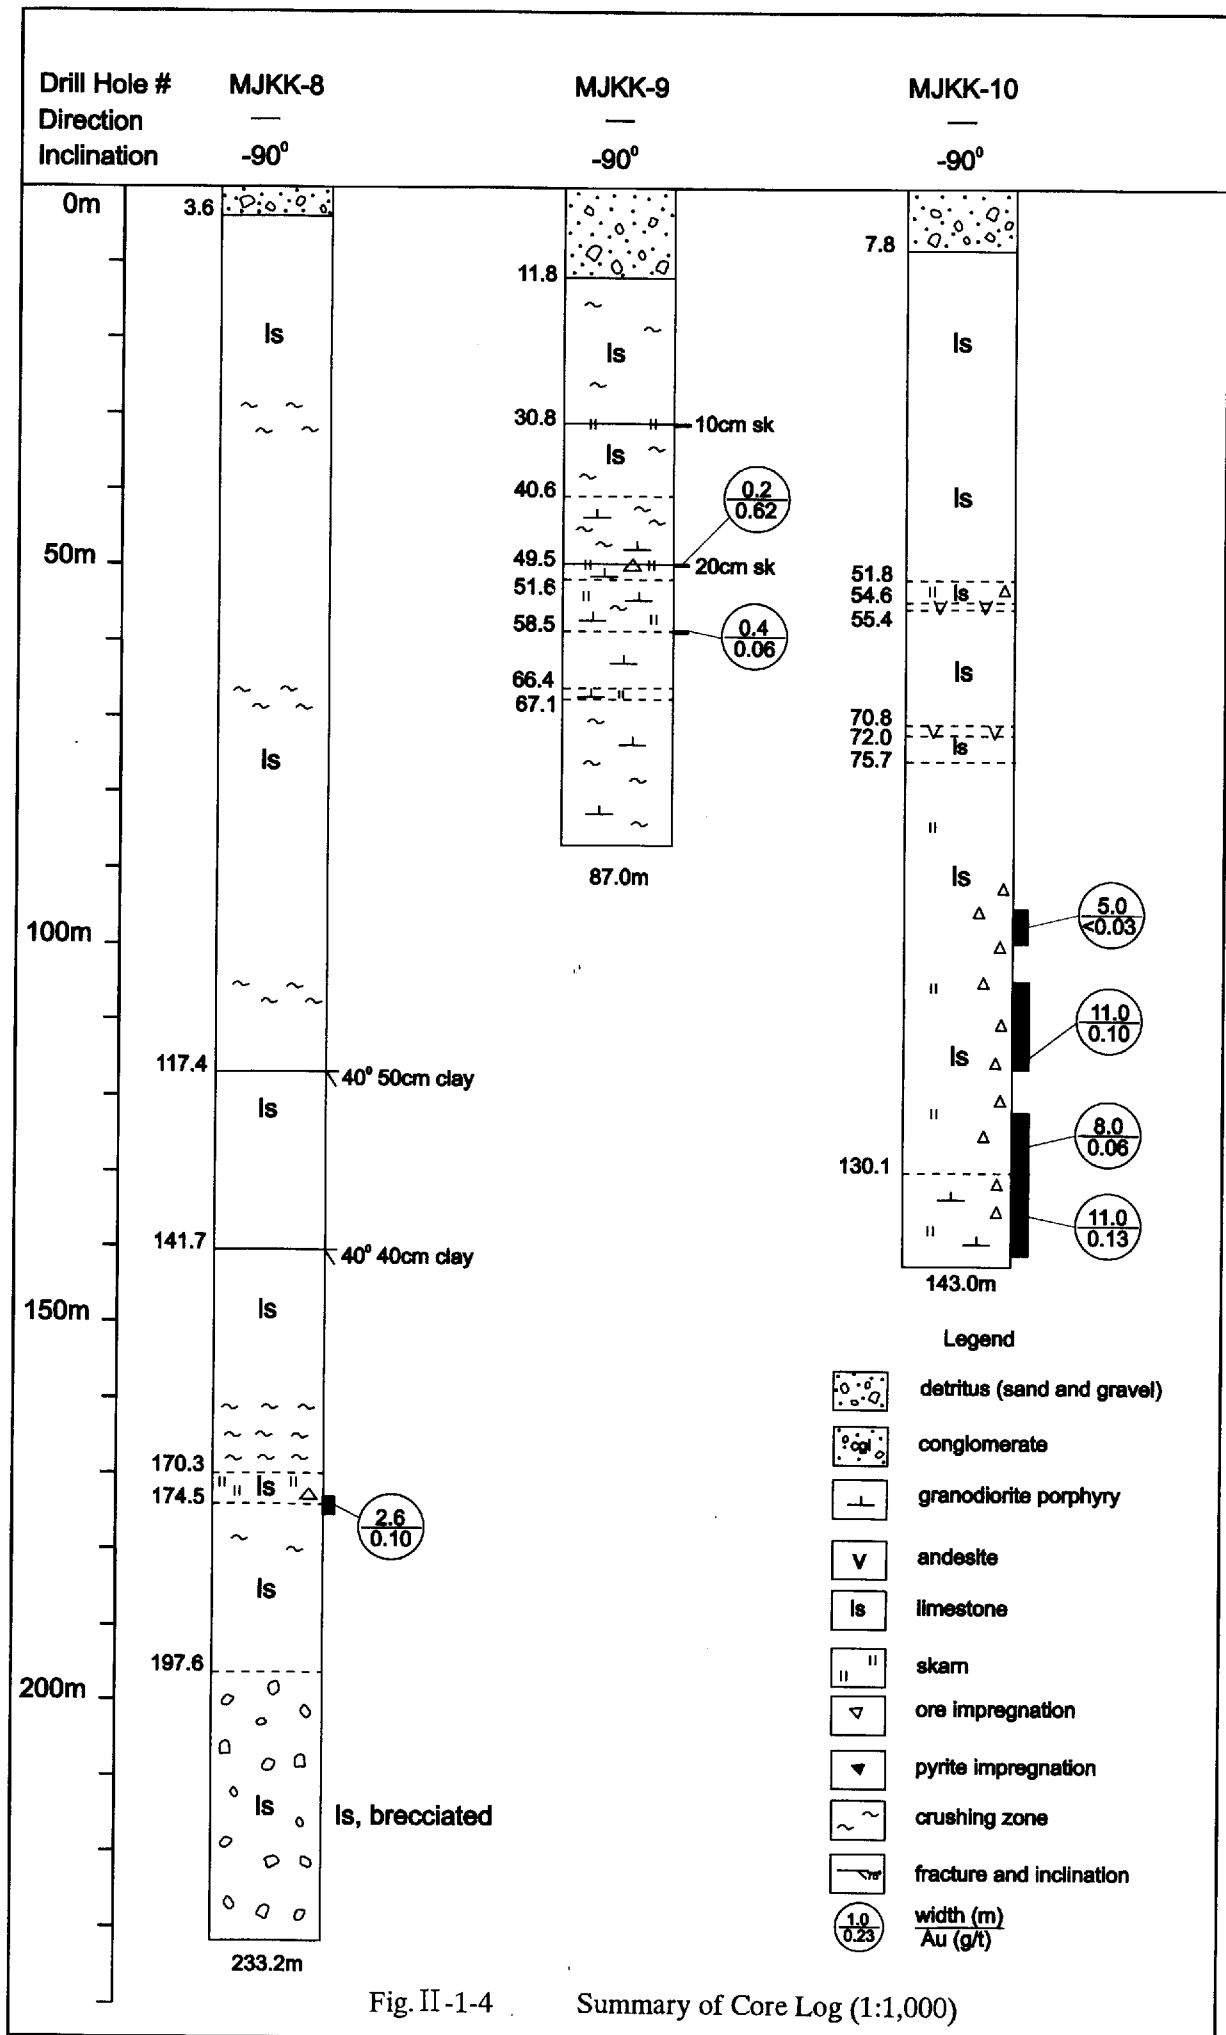 Drill Hole # MJKK-8 MJKK-9 MJKK-10
Direction — — —
Inclination -90° -90° -90°
0m
50m
100m
150m
200m
3.6
ls
ls
117.4
40° 50cm clay
ls
141.7
40° 40cm clay
ls
170.3
ls
174.5
2.6
0.10
ls
197.6
ls
ls, brecciated
233.2m
11.8
ls
30.8
10cm sk
ls
40.6
0.2
0.62
49.5
20cm sk
51.6
58.5
0.4
0.06
66.4
67.1
87.0m
7.8
ls
ls
51.8
ls
54.6
55.4
ls
70.8
72.0
ls
75.7
ls
5.0
<0.03
11.0
0.10
ls
8.0
0.06
130.1
11.0
0.13
143.0m
Legend
detritus (sand and gravel)
cgl conglomerate
granodiorite porphyry
V andesite
ls limestone
skarn
ore impregnation
pyrite impregnation
crushing zone
70° fracture and inclination
1.0 width (m)
0.23 Au (g/t)
Fig. II-1-4 Summary of Core Log (1:1,000)